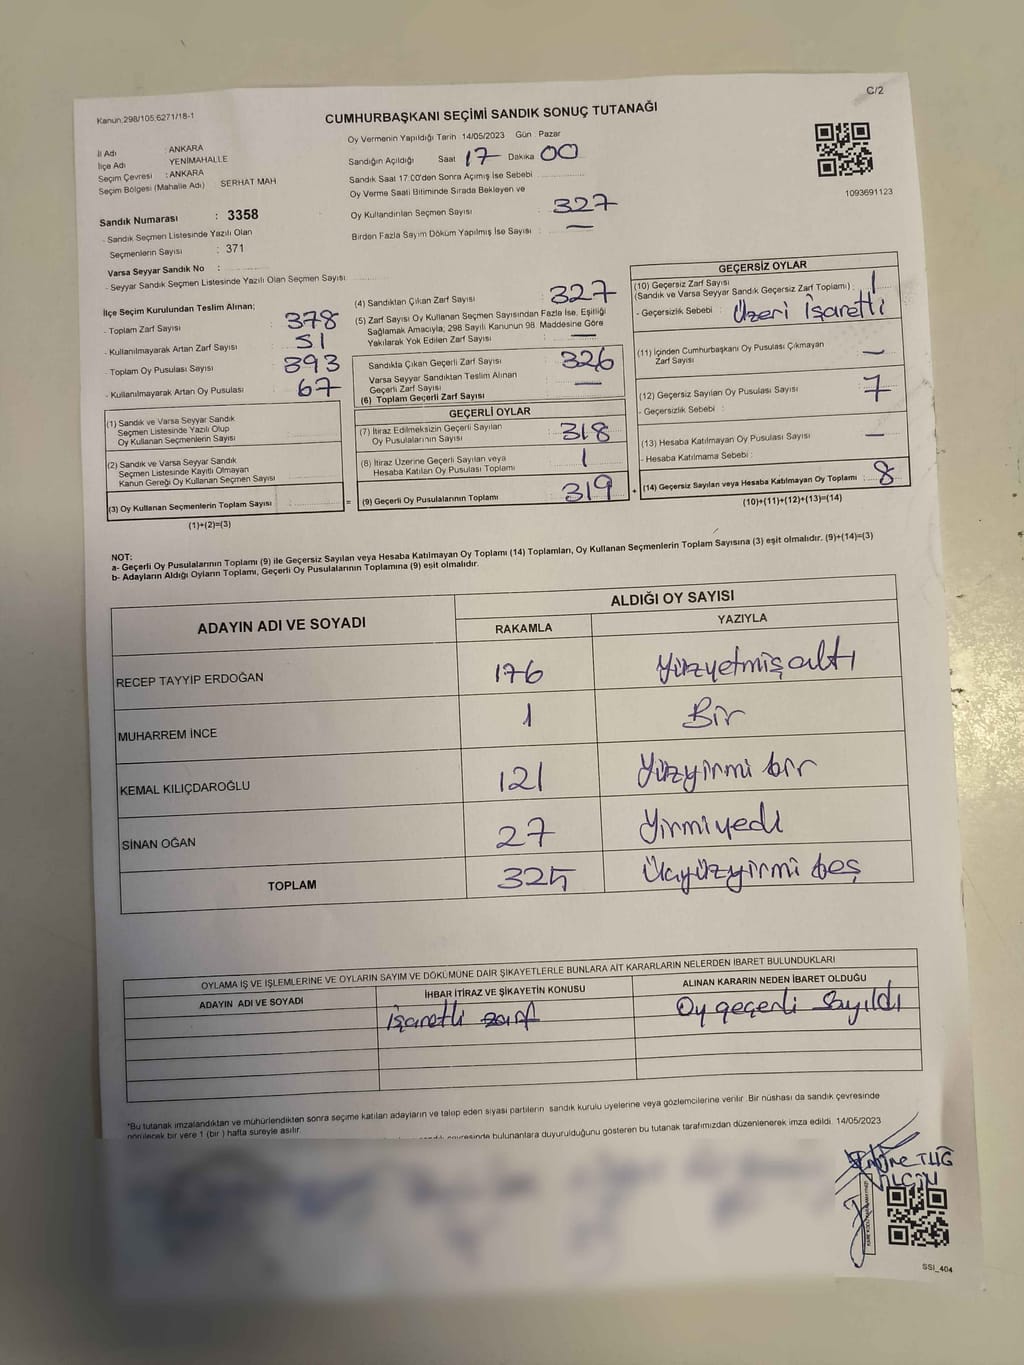 C/2
Kanun.298/105.6271/18-1
CUMHURBAŞKANI SEÇİMİ SANDIK SONUÇ TUTANAĞI
İl Adı : ANKARA
İlçe Adı YENİMAHALLE
Seçim Çevresi : ANKARA
Seçim Bölgesi (Mahalle Adı) : SERHAT MAH
Sandık Numarası : 3358
- Sandık Seçmen Listesinde Yazılı Olan
Seçmenlerin Sayısı : 371
Varsa Seyyar Sandık No :
- Seyyar Sandık Seçmen Listesinde Yazılı Olan Seçmen Sayısı
Oy Vermenin Yapıldığı Tarih 14/05/2023 Gün : Pazar
Sandığın Açıldığı Saat 17 Dakika 00
Sandık Saat 17.00'den Sonra Açımış İse Sebebi
Oy Verme Saati Bitiminde Sırada Bekleyen ve
Oy Kullandırılan Seçmen Sayısı : 327
Birden Fazla Sayım Döküm Yapılmış İse Sayısı : —
1093691123
İlçe Seçim Kurulundan Teslim Alınan;
- Toplam Zarf Sayısı : 378
- Kullanılmayarak Artan Zarf Sayısı : 51
- Toplam Oy Pusulası Sayısı : 393
- Kullanılmayarak Artan Oy Pusulası : 67
(1) Sandık ve Varsa Seyyar Sandık
Seçmen Listesinde Yazılı Olup
Oy Kullanan Seçmenlerin Sayısı
(2) Sandık ve Varsa Seyyar Sandık
Seçmen Listesinde Kayıtlı Olmayan
Kanun Gereği Oy Kullanan Seçmen Sayısı
(3) Oy Kullanan Seçmenlerin Toplam Sayısı : =
(1)+(2)=(3)
(4) Sandıktan Çıkan Zarf Sayısı : 327
(5) Zarf Sayısı Oy Kullanan Seçmen Sayısından Fazla İse, Eşitliği
Sağlamak Amacıyla; 298 Sayılı Kanunun 98. Maddesine Göre
Yakılarak Yok Edilen Zarf Sayısı : —
Sandıkta Çıkan Geçerli Zarf Sayısı 326
Varsa Seyyar Sandıktan Teslim Alınan
Geçerli Zarf Sayısı —
(6) Toplam Geçerli Zarf Sayısı
GEÇERLİ OYLAR
(7) İtiraz Edilmeksizin Geçerli Sayılan
Oy Pusulalarının Sayısı : 318
(8) İtiraz Üzerine Geçerli Sayılan veya
Hesaba Katılan Oy Pusulası Toplamı : 1
(9) Geçerli Oy Pusulalarının Toplamı 319 +
GEÇERSİZ OYLAR
(10) Geçersiz Zarf Sayısı
(Sandık ve Varsa Seyyar Sandık Geçersiz Zarf Toplamı) : 1
- Geçersizlik Sebebi : Üzeri İşaretli
(11) İçinden Cumhurbaşkanı Oy Pusulası Çıkmayan
Zarf Sayısı —
(12) Geçersiz Sayılan Oy Pusulası Sayısı 7
- Geçersizlik Sebebi :
(13) Hesaba Katılmayan Oy Pusulası Sayısı : —
- Hesaba Katılmama Sebebi :
(14) Geçersiz Sayılan veya Hesaba Katılmayan Oy Toplamı : 8
(10)+(11)+(12)+(13)=(14)
NOT:
a- Geçerli Oy Pusulalarının Toplamı (9) ile Geçersiz Sayılan veya Hesaba Katılmayan Oy Toplamı (14) Toplamları, Oy Kullanan Seçmenlerin Toplam Sayısına (3) eşit olmalıdır. (9)+(14)=(3)
b- Adayların Aldığı Oyların Toplamı, Geçerli Oy Pusulalarının Toplamına (9) eşit olmalıdır.
ADAYIN ADI VE SOYADI
ALDIĞI OY SAYISI
RAKAMLA YAZIYLA
RECEP TAYYİP ERDOĞAN 176 Yüzyetmiş altı
MUHARREM İNCE 1 Bir
KEMAL KILIÇDAROĞLU 121 Yüzyirmi bir
SİNAN OĞAN 27 Yirmi yedi
TOPLAM 325 Üçyüzyirmi beş
OYLAMA İŞ VE İŞLEMLERİNE VE OYLARIN SAYIM VE DÖKÜMÜNE DAİR ŞİKAYETLERLE BUNLARA AİT KARARLARIN NELERDEN İBARET BULUNDUKLARI
ADAYIN ADI VE SOYADI İHBAR İTİRAZ VE ŞİKAYETİN KONUSU ALINAN KARARIN NEDEN İBARET OLDUĞU
İşaretli zarf Oy geçerli Sayıldı
*Bu tutanak imzalandıktan ve mühürlendikten sonra seçime katılan adayların ve talep eden siyasi partilerin sandık kurulu üyelerine veya gözlemcilerine verilir. Bir nüshası da sandık çevresinde
görülecek bir yere 1 (bir) hafta süreyle asılır.
bulunanlara duyurulduğunu gösteren bu tutanak tarafımızdan düzenlenerek imza edildi. 14/05/2023
SSI_404